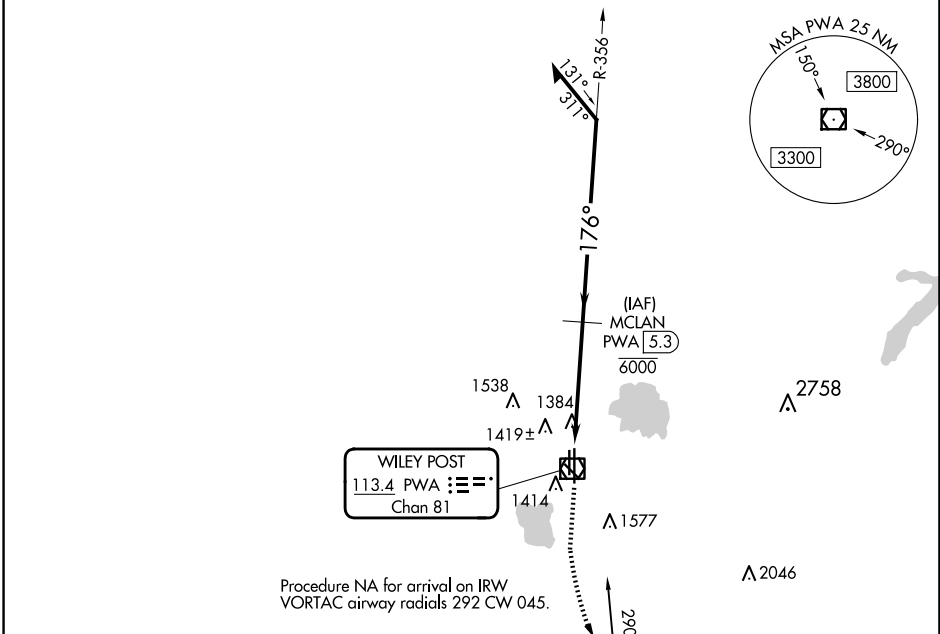 R-356
131°
311°
MSA PWA 25 NM
150°
3800
290°
3300
176°
(IAF)
MCLAN
PWA 5.3
6000
1538
1384
2758
1419±
WILEY POST
113.4 PWA
Chan 81
1414
1577
2046
Procedure NA for arrival on IRW
VORTAC airway radials 292 CW 045.
290